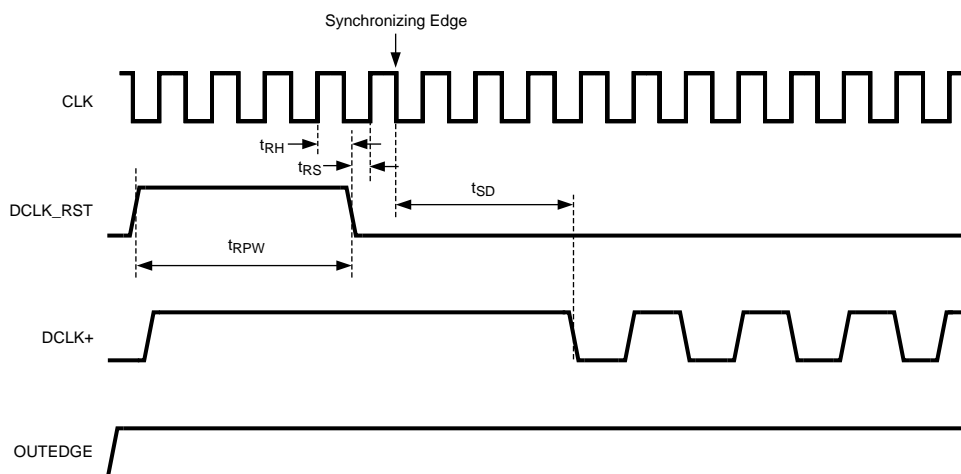 Synchronizing Edge
CLK
tRH
tRS
tSD
DCLK_RST
tRPW
DCLK+
OUTEDGE